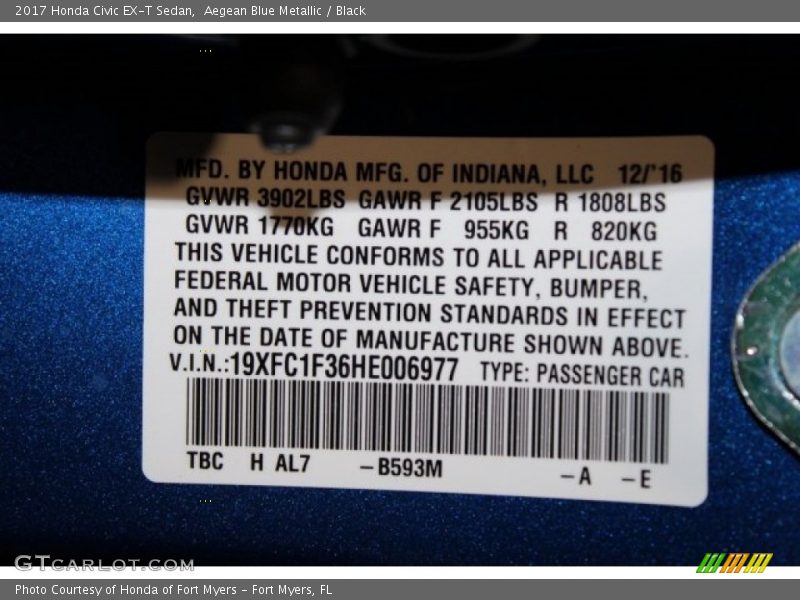 2017 Honda Civic EX-T Sedan,  Aegean Blue Metallic / Black
MFD. BY HONDA MFG. OF INDIANA, LLC 12/'16
GVWR 3902LBS GAWR F 2105LBS R 1808LBS
GVWR 1770KG GAWR F 955KG R 820KG
THIS VEHICLE CONFORMS TO ALL APPLICABLE
FEDERAL MOTOR VEHICLE SAFETY, BUMPER,
AND THEFT PREVENTION STANDARDS IN EFFECT
ON THE DATE OF MANUFACTURE SHOWN ABOVE.
V.I.N.:19XFC1F36HE006977 TYPE: PASSENGER CAR
TBC H AL7 –B593M –A –E
GTCARLOT.COM
Photo Courtesy of Honda of Fort Myers - Fort Myers, FL